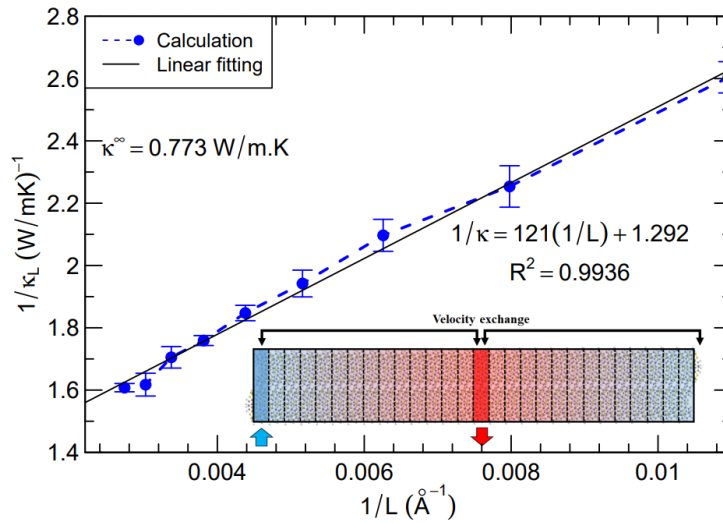 2.8
2.6
2.4
2.2
2
1.8
1.6
1.4
1/κL (W/mK)⁻¹
Calculation
Linear fitting
κ∞ = 0.773 W/m.K
1/κ = 121(1/L) + 1.292
R² = 0.9936
Velocity exchange
0.004
0.006
0.008
0.01
1/L (Å⁻¹)